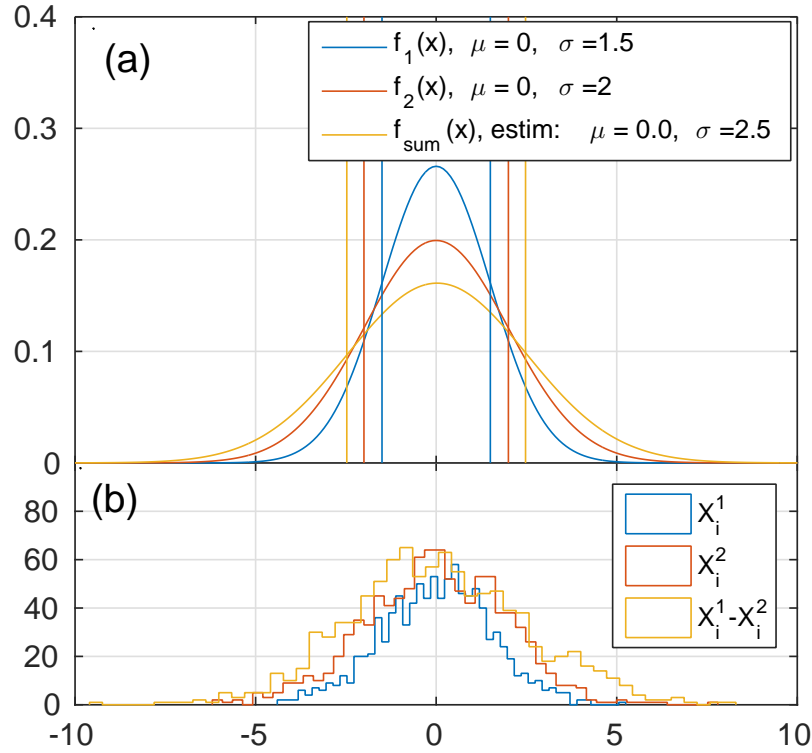 0.4
(a)
f1(x), μ = 0, σ =1.5
f2(x), μ = 0, σ =2
fsum (x), estim: μ = 0.0, σ =2.5
0.3
0.2
0.1
0
(b)
80
60
40
20
0
Xi1
Xi2
Xi1-Xi2
-10 -5 0 5 10